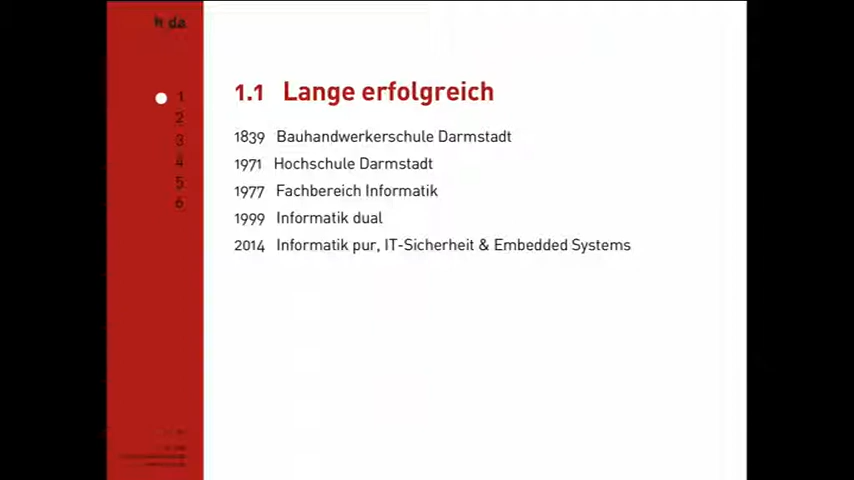 h da
1
2
3
4
5
6
1.1 Lange erfolgreich
1839 Bauhandwerkerschule Darmstadt
1971 Hochschule Darmstadt
1977 Fachbereich Informatik
1999 Informatik dual
2014 Informatik pur, IT-Sicherheit & Embedded Systems